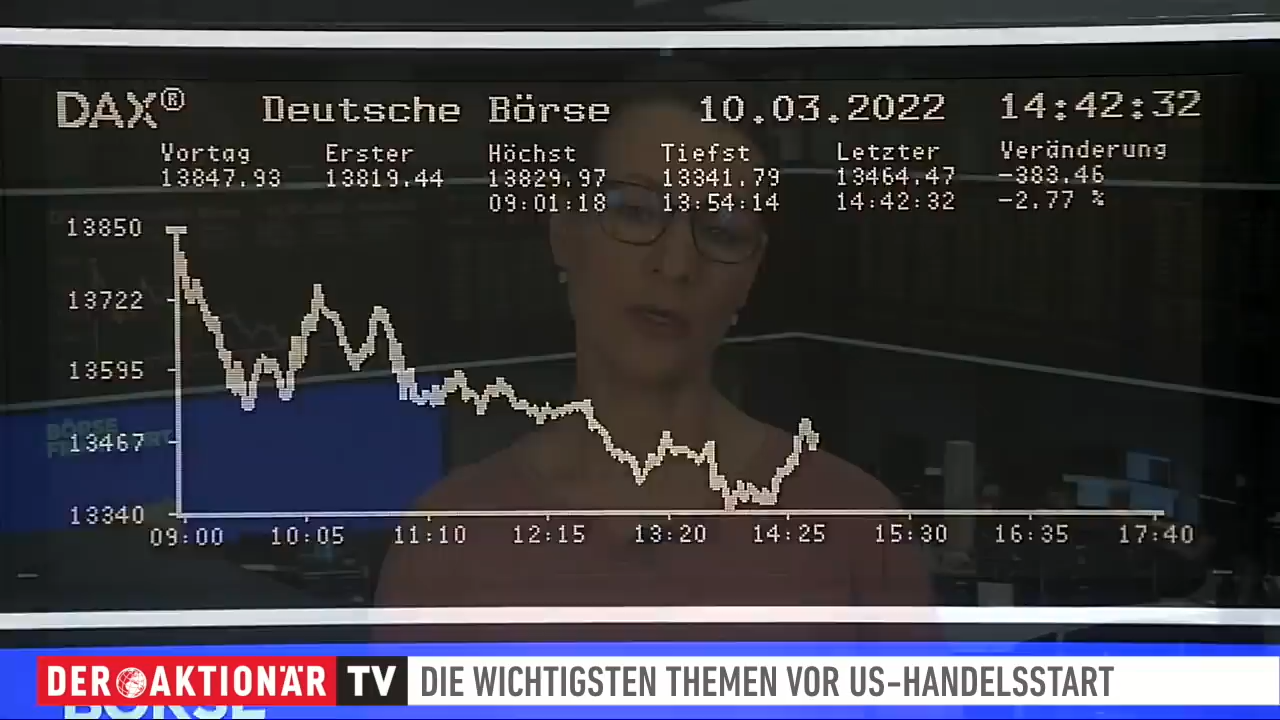 DAX® Deutsche Börse 10.03.2022 14:42:32
Vortag Erster Höchst Tiefst Letzter Veränderung
13847.93 13819.44 13829.97 13341.79 13464.47 -383.46
09:01:18 13:54:14 14:42:32 -2.77 %
13850
13722
13595
13467
13340
09:00 10:05 11:10 12:15 13:20 14:25 15:30 16:35 17:40
BÖRSE
DER AKTIONÄR TV DIE WICHTIGSTEN THEMEN VOR US-HANDELSSTART
BÖRSE